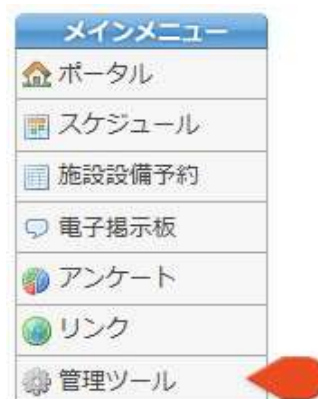 メインメニュー
ポータル
スケジュール
施設設備予約
電子掲示板
アンケート
リンク
管理ツール